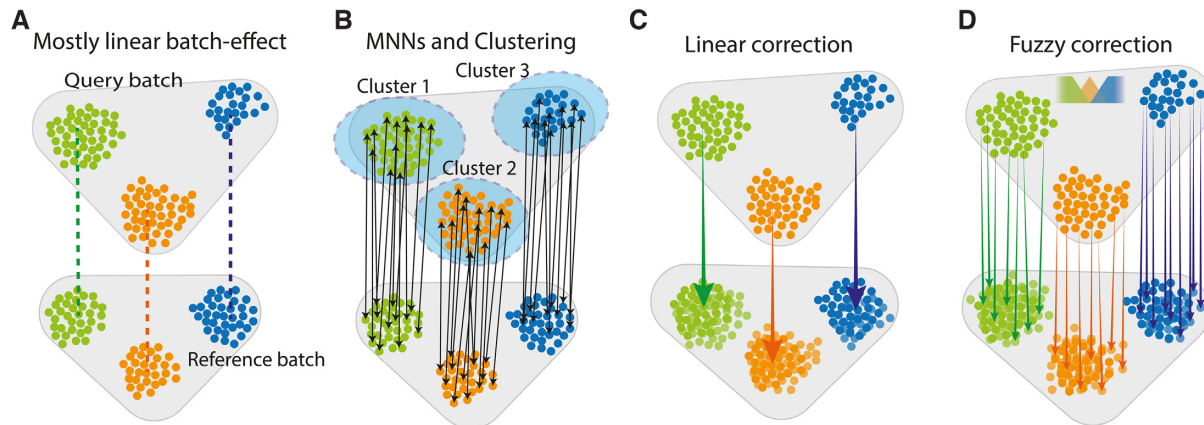 A
Mostly linear batch-effect
Query batch
Reference batch
B
MNNs and Clustering
Cluster 1
Cluster 3
Cluster 2
C
Linear correction
D
Fuzzy correction